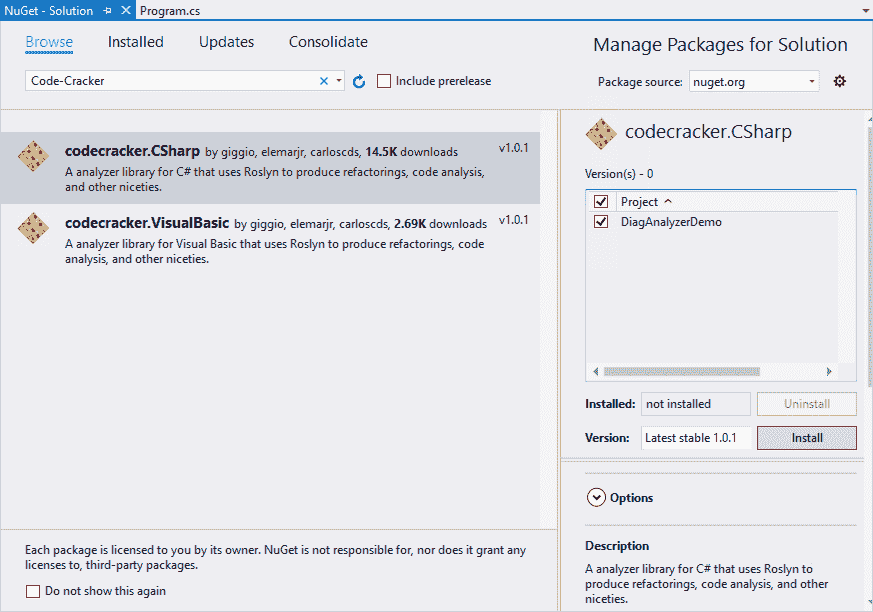 NuGet - Solution
Program.cs
Browse
Installed
Updates
Consolidate
Manage Packages for Solution
Code-Cracker
Include prerelease
Package source:
nuget.org
codecracker.CSharp by giggio, elemarjr, carloscds, 14.5K downloads
v1.0.1
A analyzer library for C# that uses Roslyn to produce refactorings, code analysis,
and other niceties.
codecracker.VisualBasic by giggio, elemarjr, carloscds, 2.69K downloads
v1.0.1
A analyzer library for Visual Basic that uses Roslyn to produce refactorings, code
analysis, and other niceties.
Each package is licensed to you by its owner. NuGet is not responsible for, nor does it grant any
licenses to, third-party packages.
Do not show this again
codecracker.CSharp
Version(s) - 0
Project
DiagAnalyzerDemo
Installed:
not installed
Uninstall
Version:
Latest stable 1.0.1
Install
Options
Description
A analyzer library for C# that uses Roslyn to
produce refactorings, code analysis, and other
niceties.